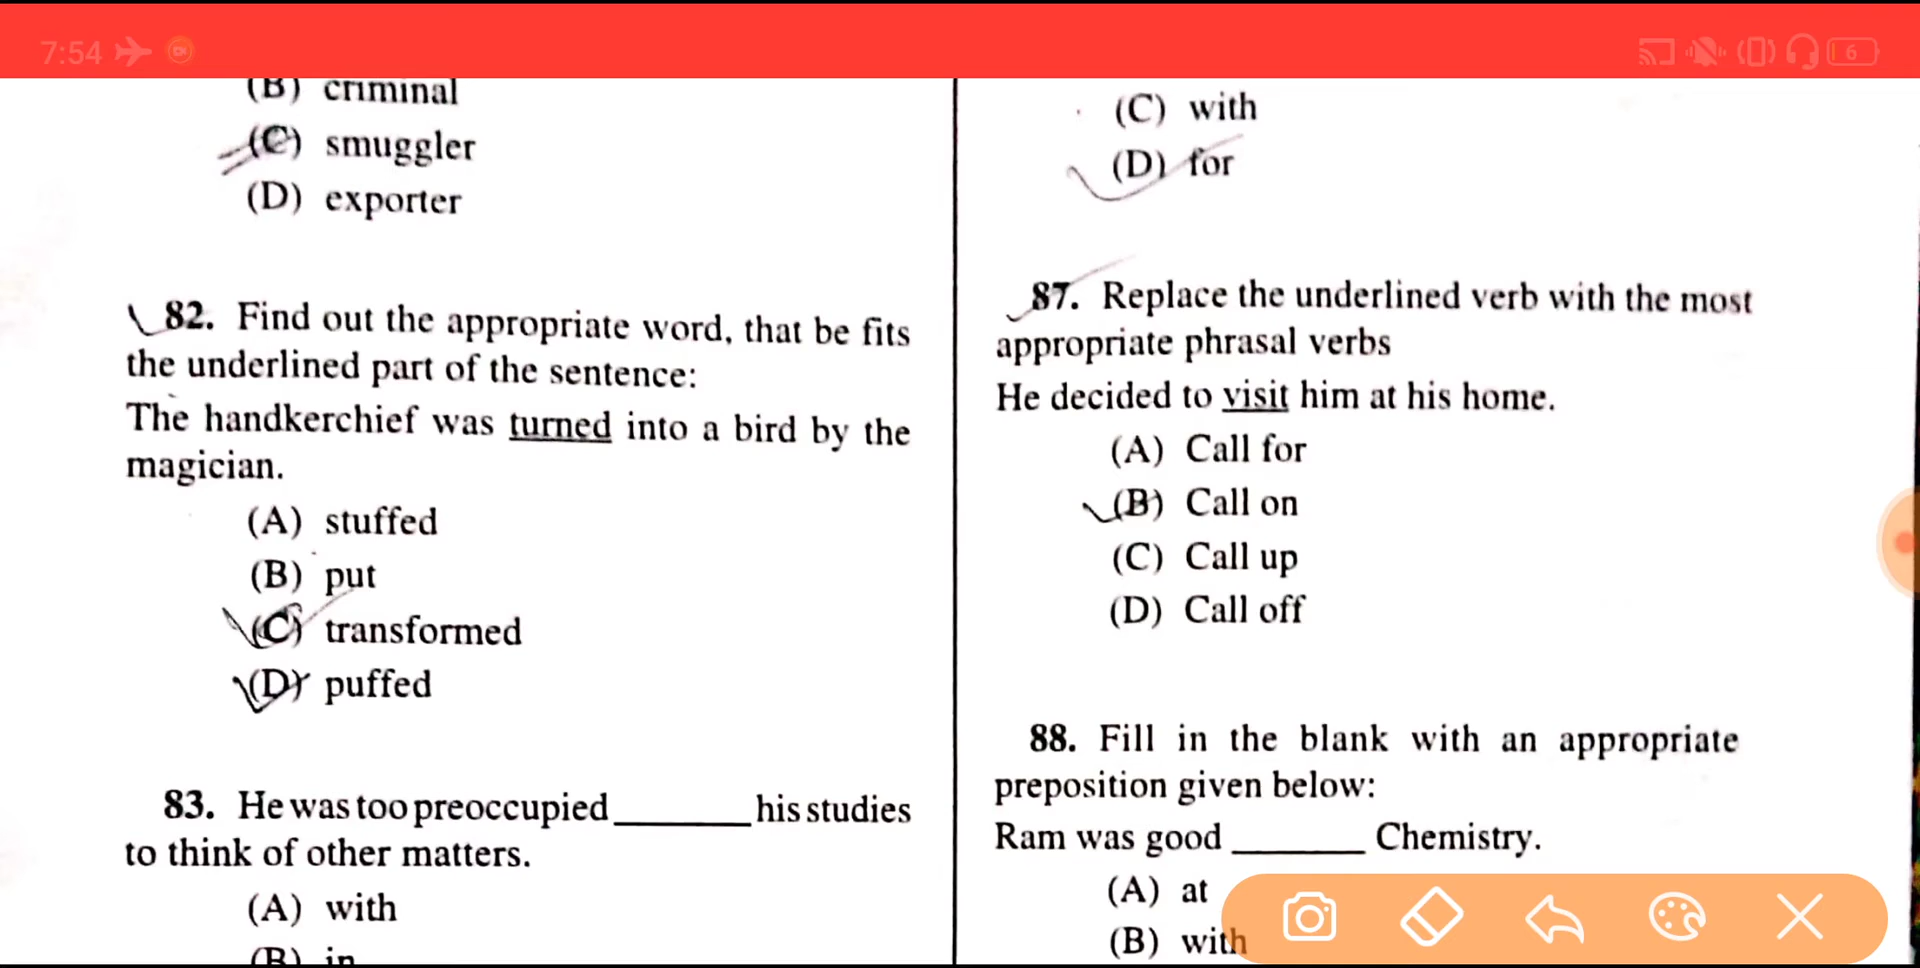 7:54
6
(B) criminal
(C) smuggler
(D) exporter
82. Find out the appropriate word, that be fits
the underlined part of the sentence:
The handkerchief was turned into a bird by the
magician.
(A) stuffed
(B) put
(C) transformed
(D) puffed
83. He was too preoccupied_______his studies
to think of other matters.
(A) with
(B) in
(C) with
(D) for
87. Replace the underlined verb with the most
appropriate phrasal verbs
He decided to visit him at his home.
(A) Call for
(B) Call on
(C) Call up
(D) Call off
88. Fill in the blank with an appropriate
preposition given below:
Ram was good _______ Chemistry.
(A) at
(B) with